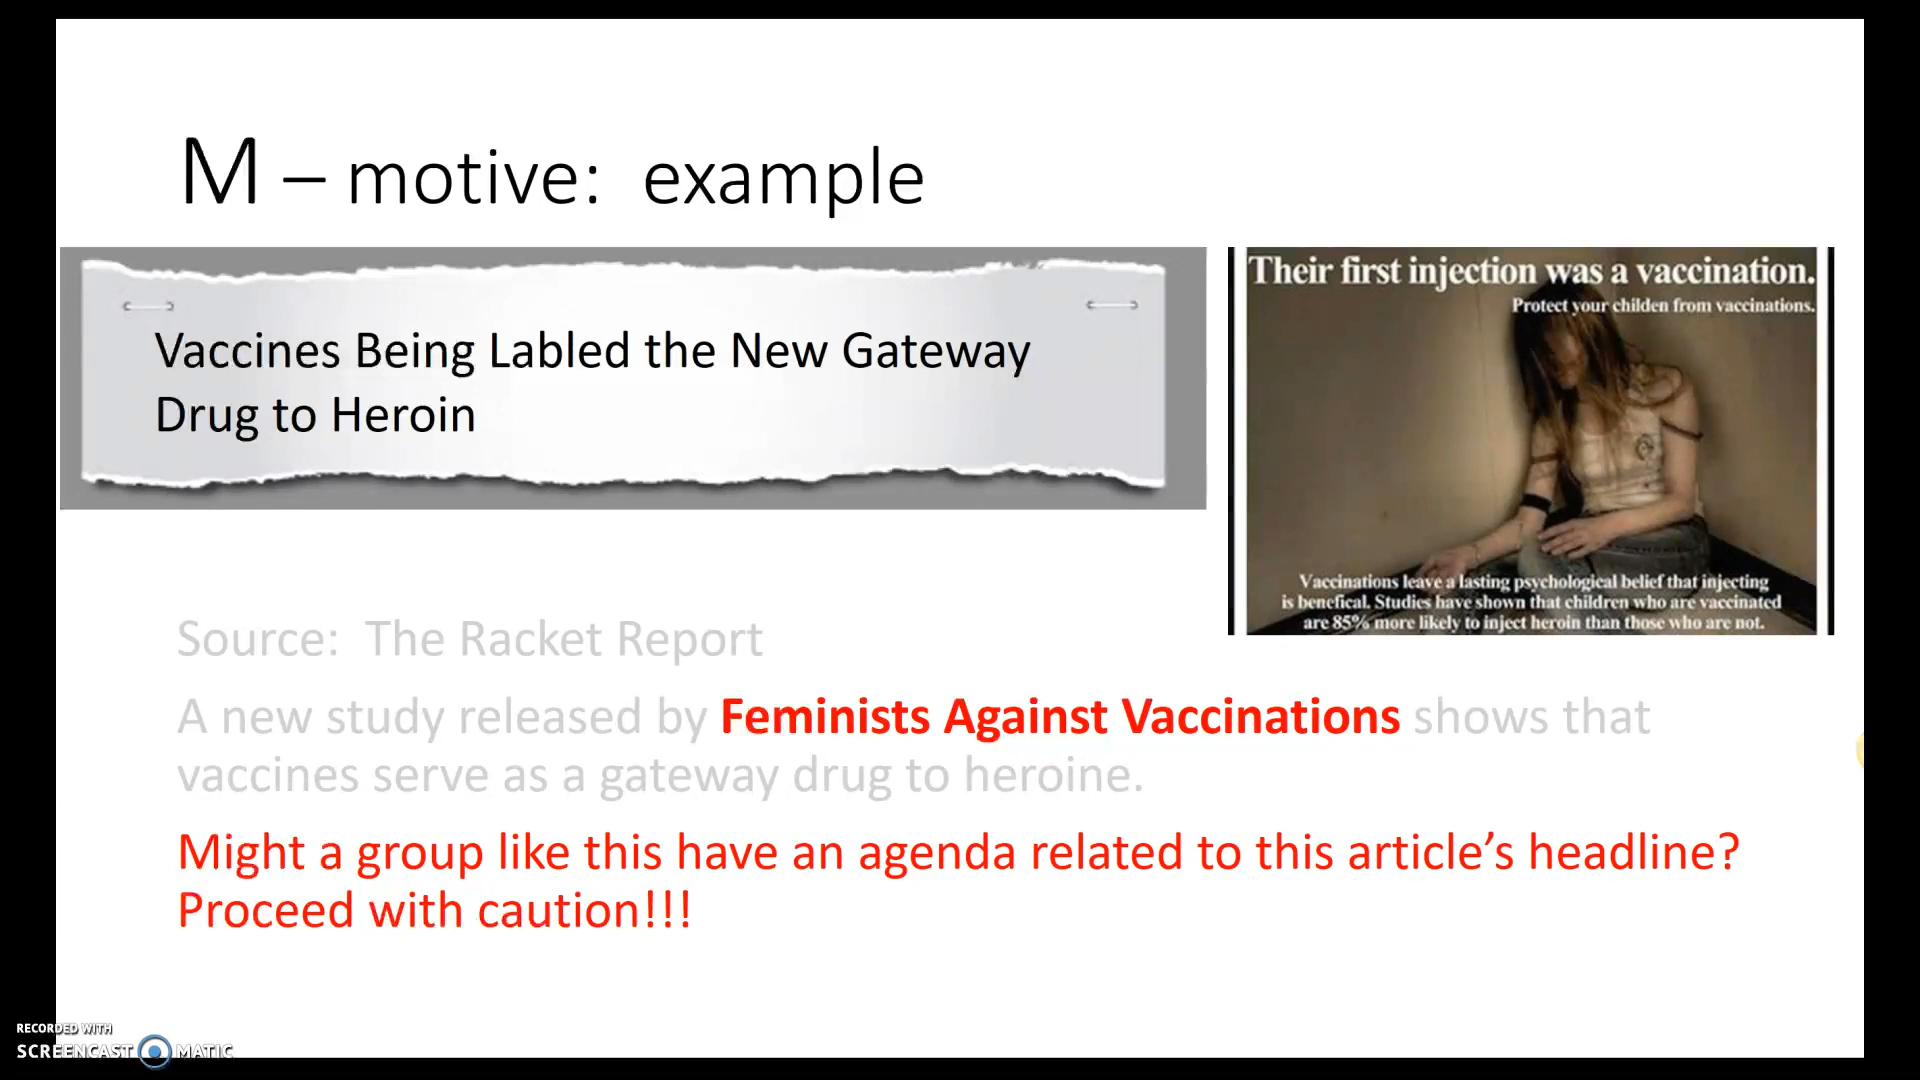 M – motive: example
Vaccines Being Labled the New Gateway
Drug to Heroin
Their first injection was a vaccination.
Protect your childen from vaccinations.
Vaccinations leave a lasting psychological belief that injecting
is benefical. Studies have shown that children who are vaccinated
are 85% more likely to inject heroin than those who are not.
Source: The Racket Report
A new study released by Feminists Against Vaccinations shows that
vaccines serve as a gateway drug to heroine.
Might a group like this have an agenda related to this article’s headline?
Proceed with caution!!!
RECORDED WITH
SCREENCAST MATIC